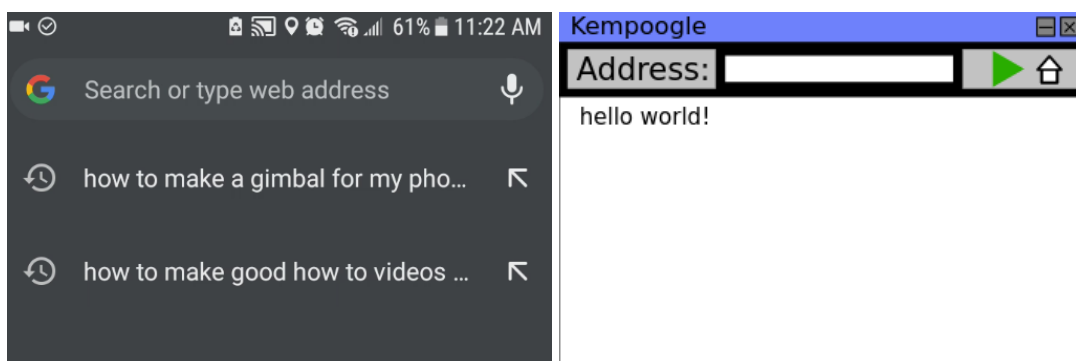 61% 11:22 AM
Search or type web address
how to make a gimbal for my pho...
how to make good how to videos ...
Kempoogle
Address:
hello world!